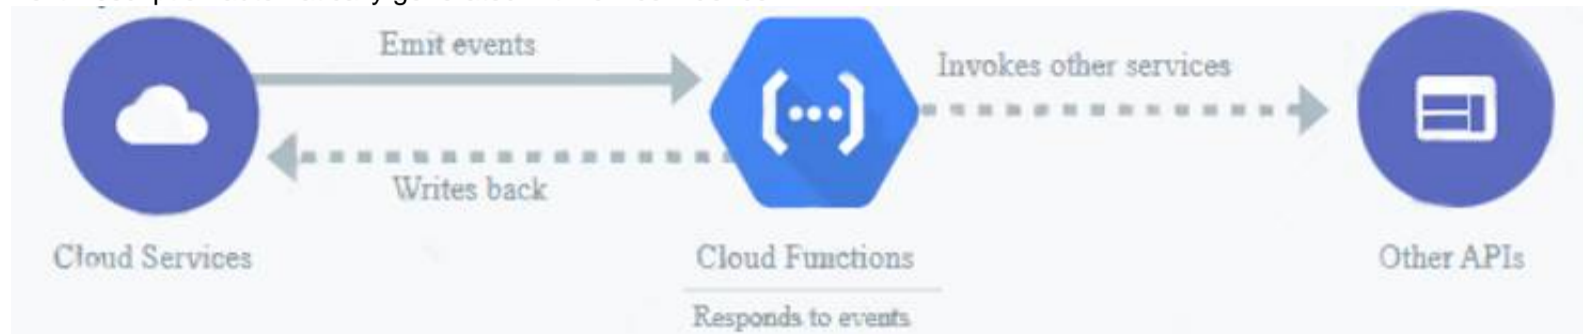 Emit events
Invokes other services
Writes back
Cloud Services
Cloud Functions
Other APIs
Responds to events